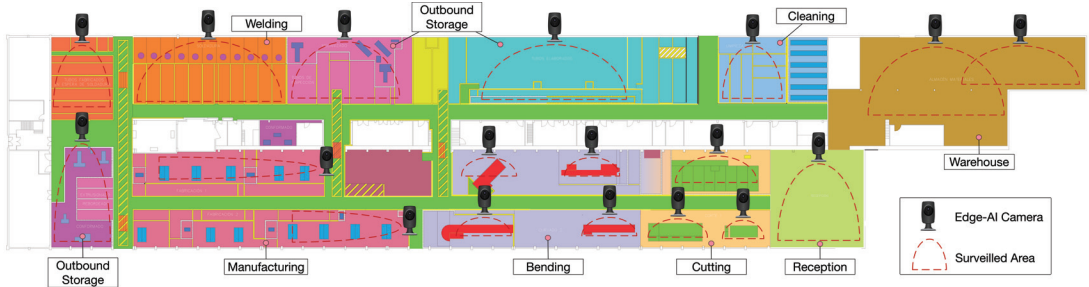 Welding
Outbound
Storage
Cleaning
Warehouse
Outbound
Storage
Manufacturing
Bending
Cutting
Reception
Edge-AI Camera
Surveilled Area